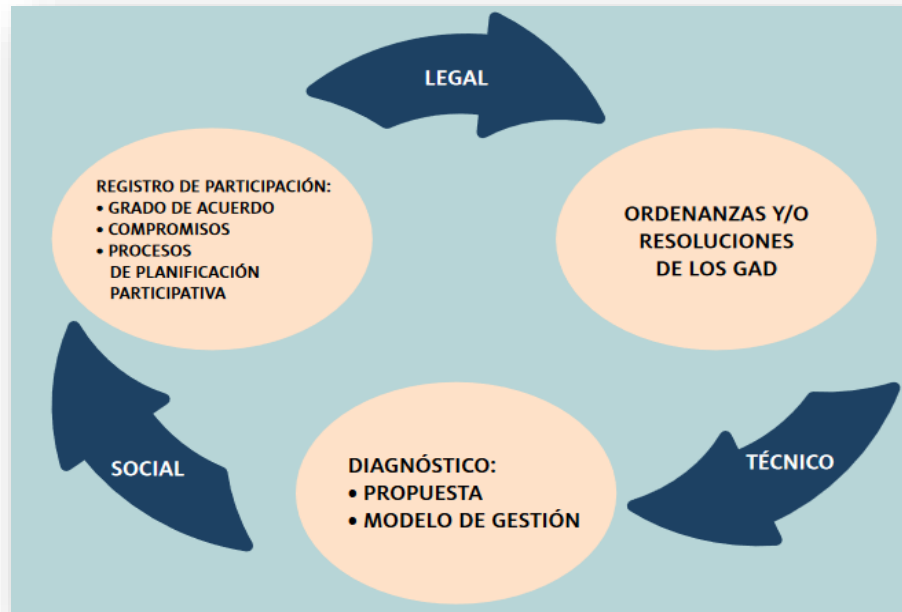 LEGAL
REGISTRO DE PARTICIPACIÓN:
• GRADO DE ACUERDO
• COMPROMISOS
• PROCESOS
DE PLANIFICACIÓN
PARTICIPATIVA
ORDENANZAS Y/O
RESOLUCIONES
DE LOS GAD
SOCIAL
DIAGNÓSTICO:
• PROPUESTA
• MODELO DE GESTIÓN
TÉCNICO